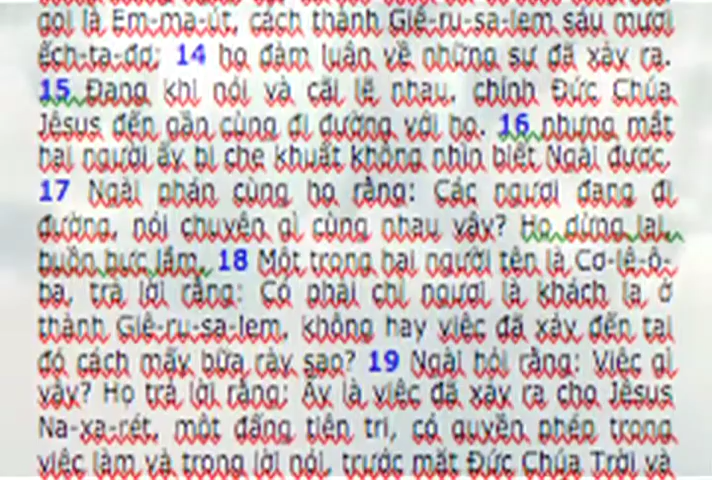 gọi là Em-ma-út, cách thành Giê-ru-sa-lem sáu mươi
ếch-ta-đơ; 14 họ đàm luận về những sự đã xảy ra.
15 Đang khi nói và cãi lẽ nhau, chính Đức Chúa
Jêsus đến gần cùng đi đường với họ. 16 nhưng mắt
hai người ấy bị che khuất không nhìn biết Ngài được.
17 Ngài phán cùng họ rằng: Các ngươi đang đi
đường, nói chuyện gì cùng nhau vậy? Họ dừng lại,
buồn bực lắm. 18 Một trong hai người tên là Cơ-lê-ô-
ba, trả lời rằng: Có phải chỉ ngươi là khách lạ ở
thành Giê-ru-sa-lem, không hay việc đã xảy đến tại
đó cách mấy bữa rày sao? 19 Ngài hỏi rằng: Việc gì
vậy? Họ trả lời rằng: Ấy là việc đã xảy ra cho Jêsus
Na-xa-rét, một đấng tiên tri, có quyền phép trong
việc làm và trong lời nói, trước mặt Đức Chúa Trời và